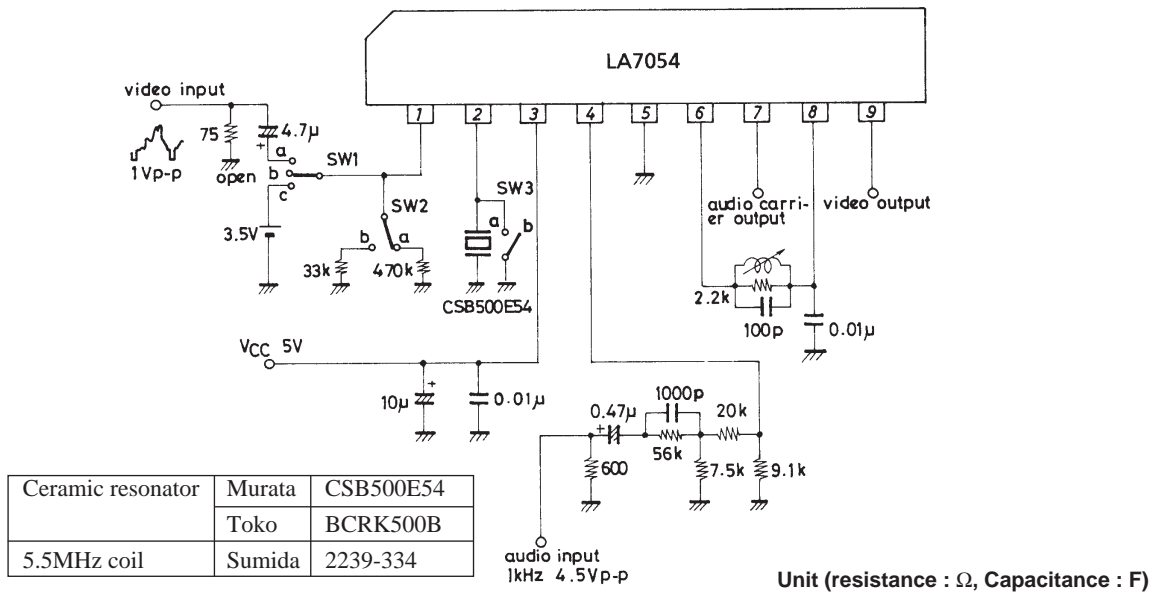 LA7054
1 2 3 4 5 6 7 8 9
video input
75
4.7μ
+
1Vp-p
open
a
b
c
SW1
3.5V
SW2
b
a
33k
470k
SW3
a
b
CSB500E54
audio carri-
er output
video output
2.2k
100p
0.01μ
VCC 5V
10μ
+
0.01μ
0.47μ
+
1000p
56k
20k
600
7.5k
9.1k
audio input
1kHz 4.5Vp-p
Ceramic resonator Murata CSB500E54
Toko BCRK500B
5.5MHz coil Sumida 2239-334
Unit (resistance : Ω, Capacitance : F)